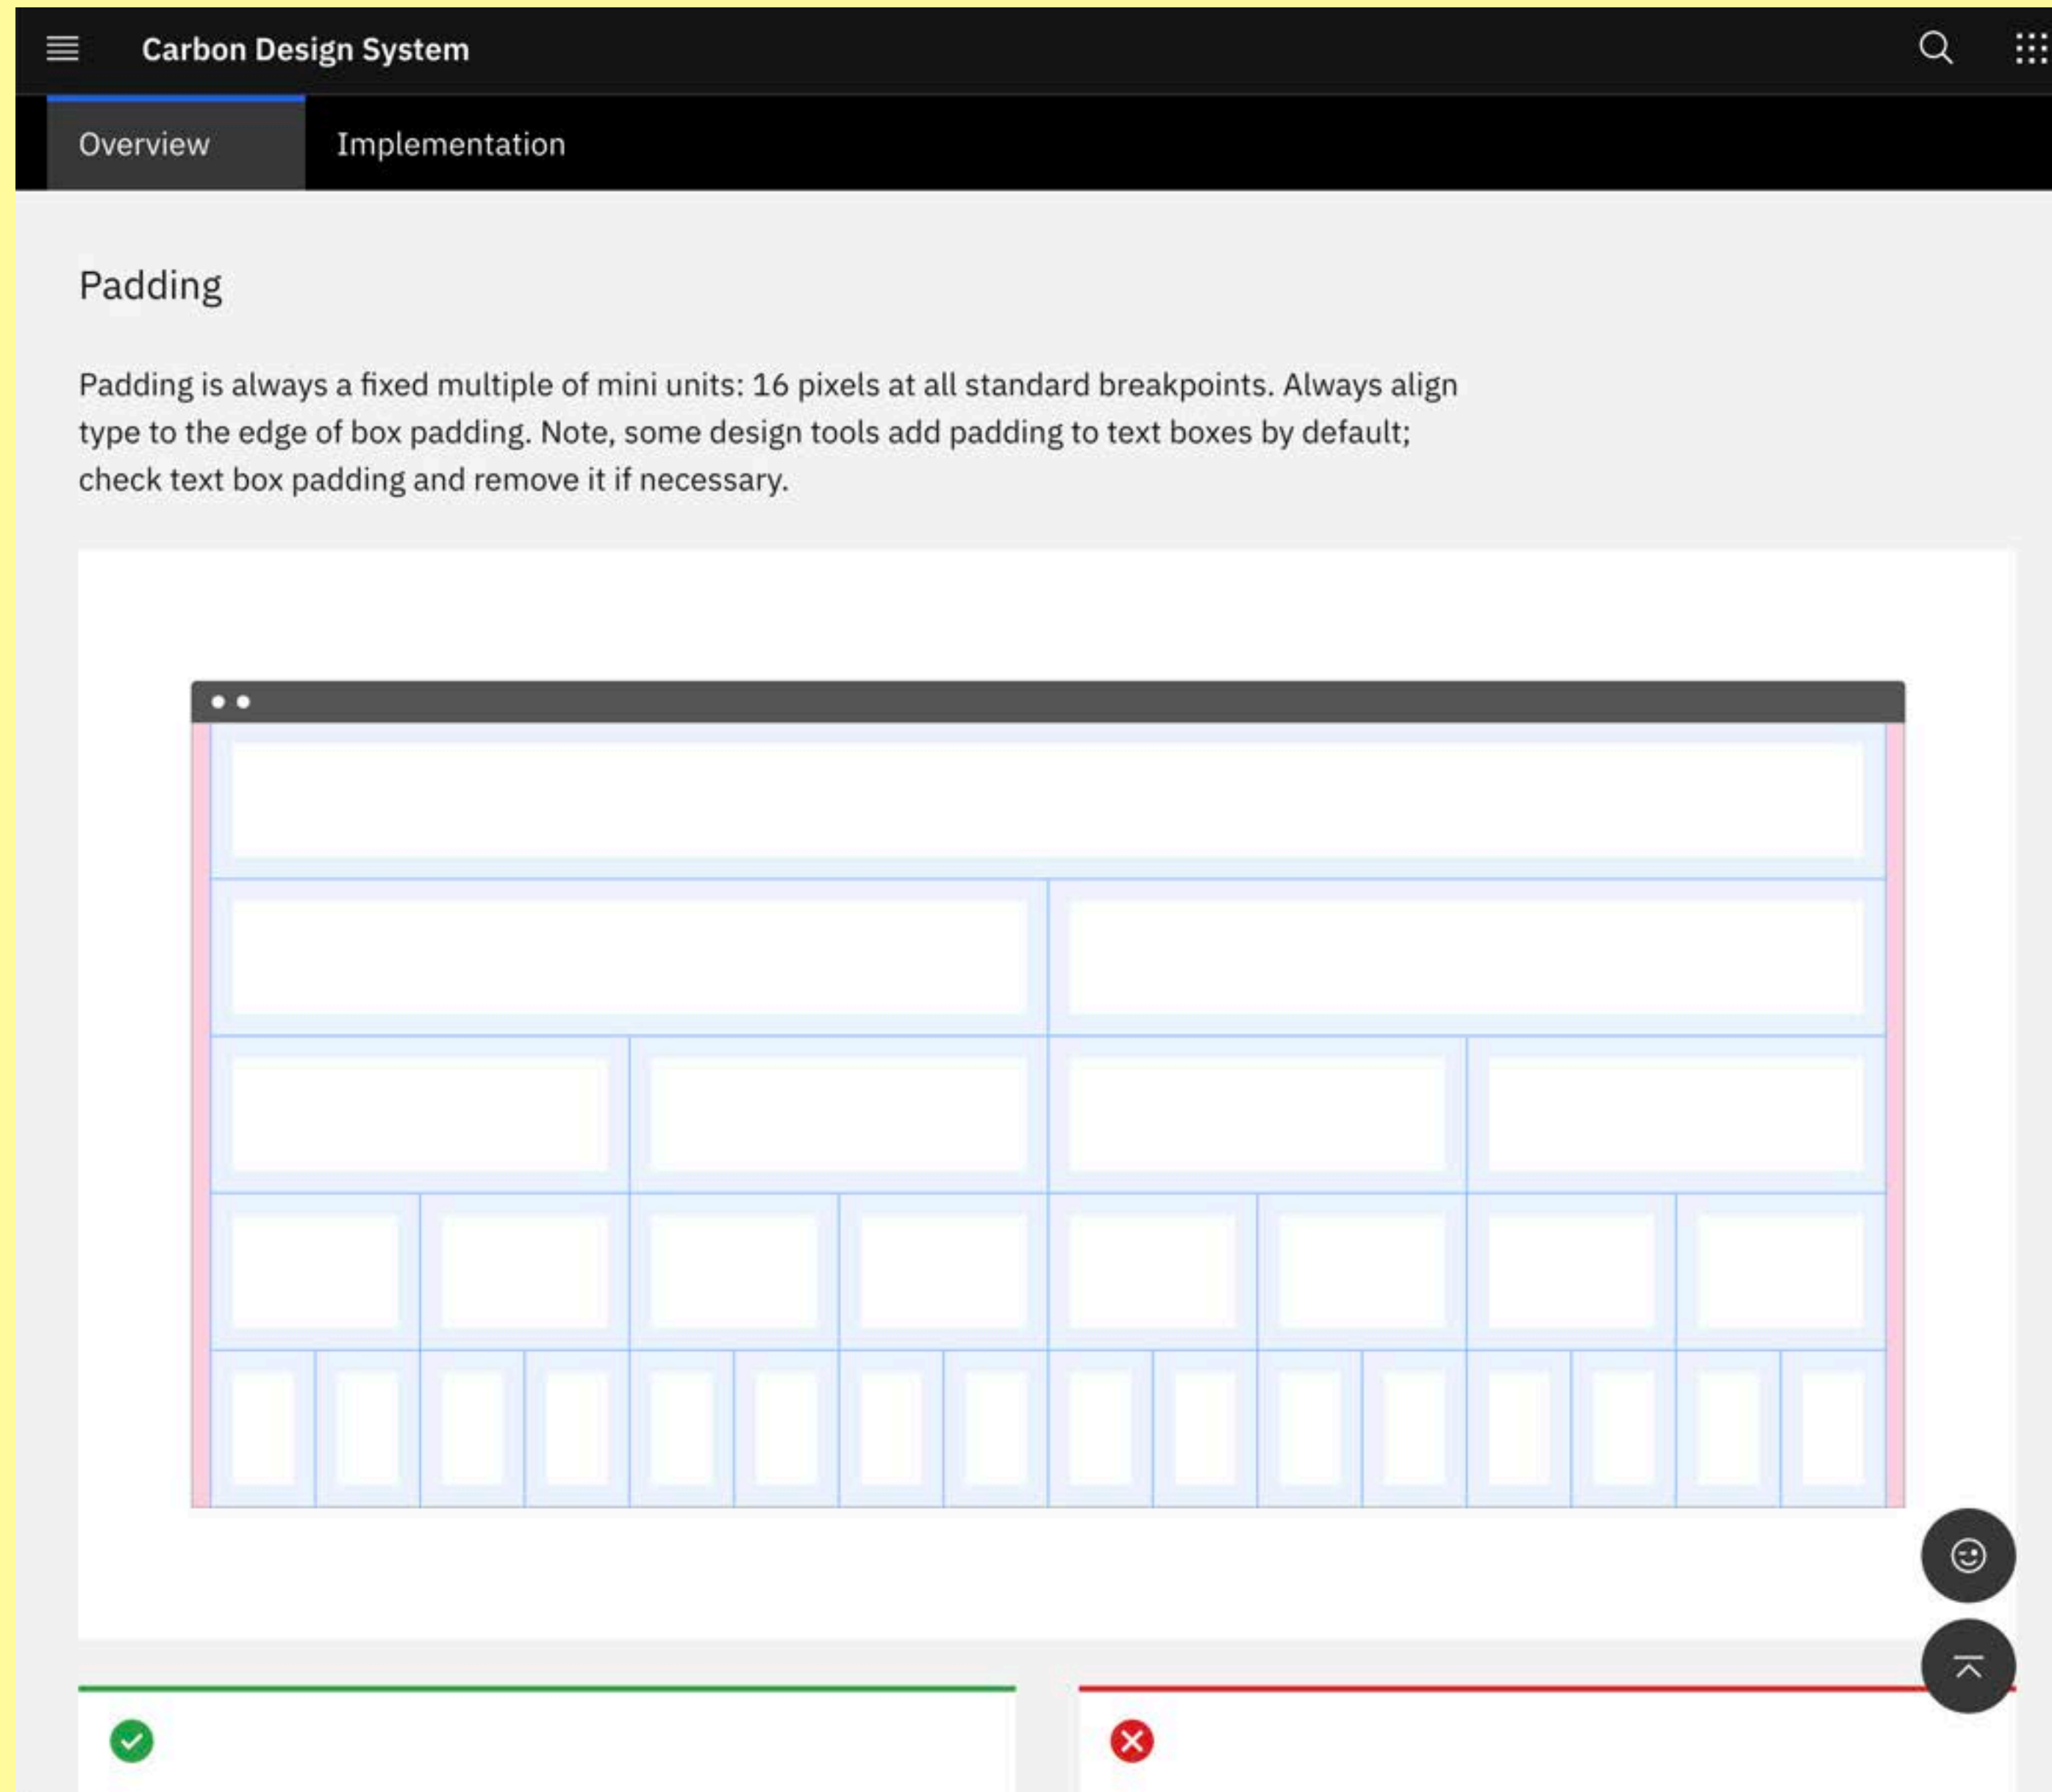 Carbon Design System
Overview
Implementation
Padding
Padding is always a fixed multiple of mini units: 16 pixels at all standard breakpoints. Always align
type to the edge of box padding. Note, some design tools add padding to text boxes by default;
check text box padding and remove it if necessary.